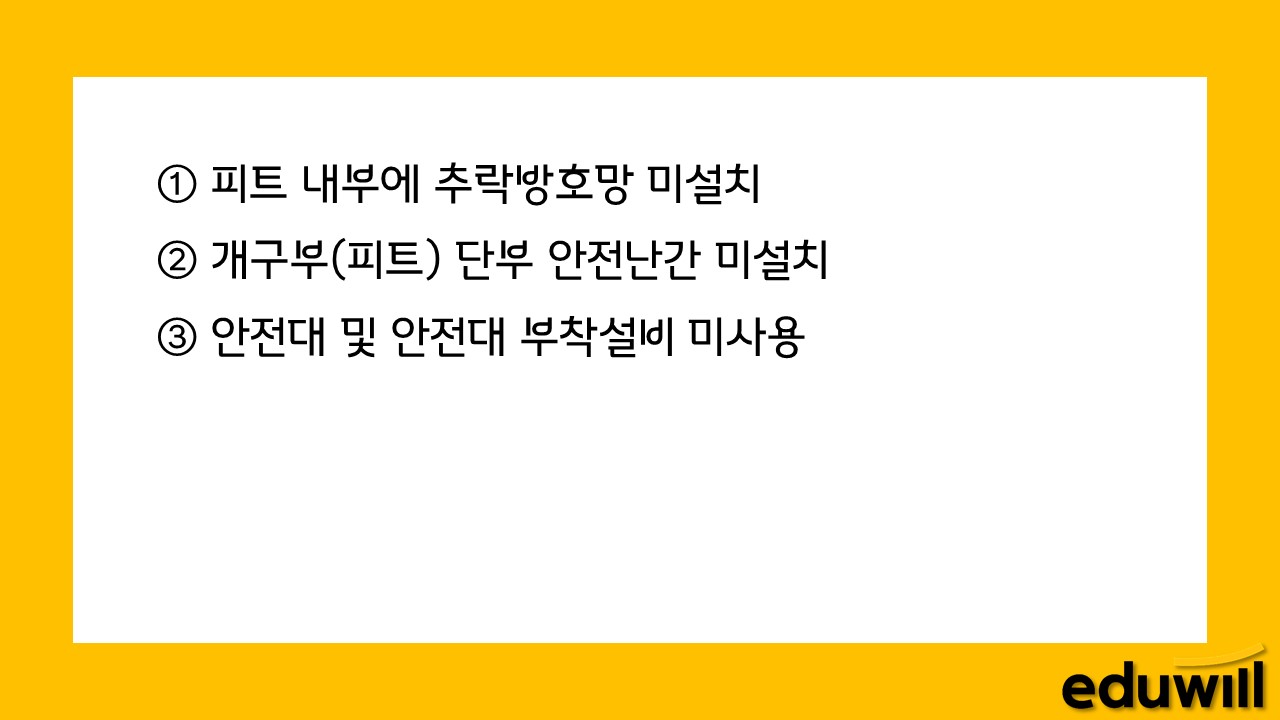 ① 피트 내부에 추락방호망 미설치
② 개구부(피트) 단부 안전난간 미설치
③ 안전대 및 안전대 부착설비 미사용
eduwill